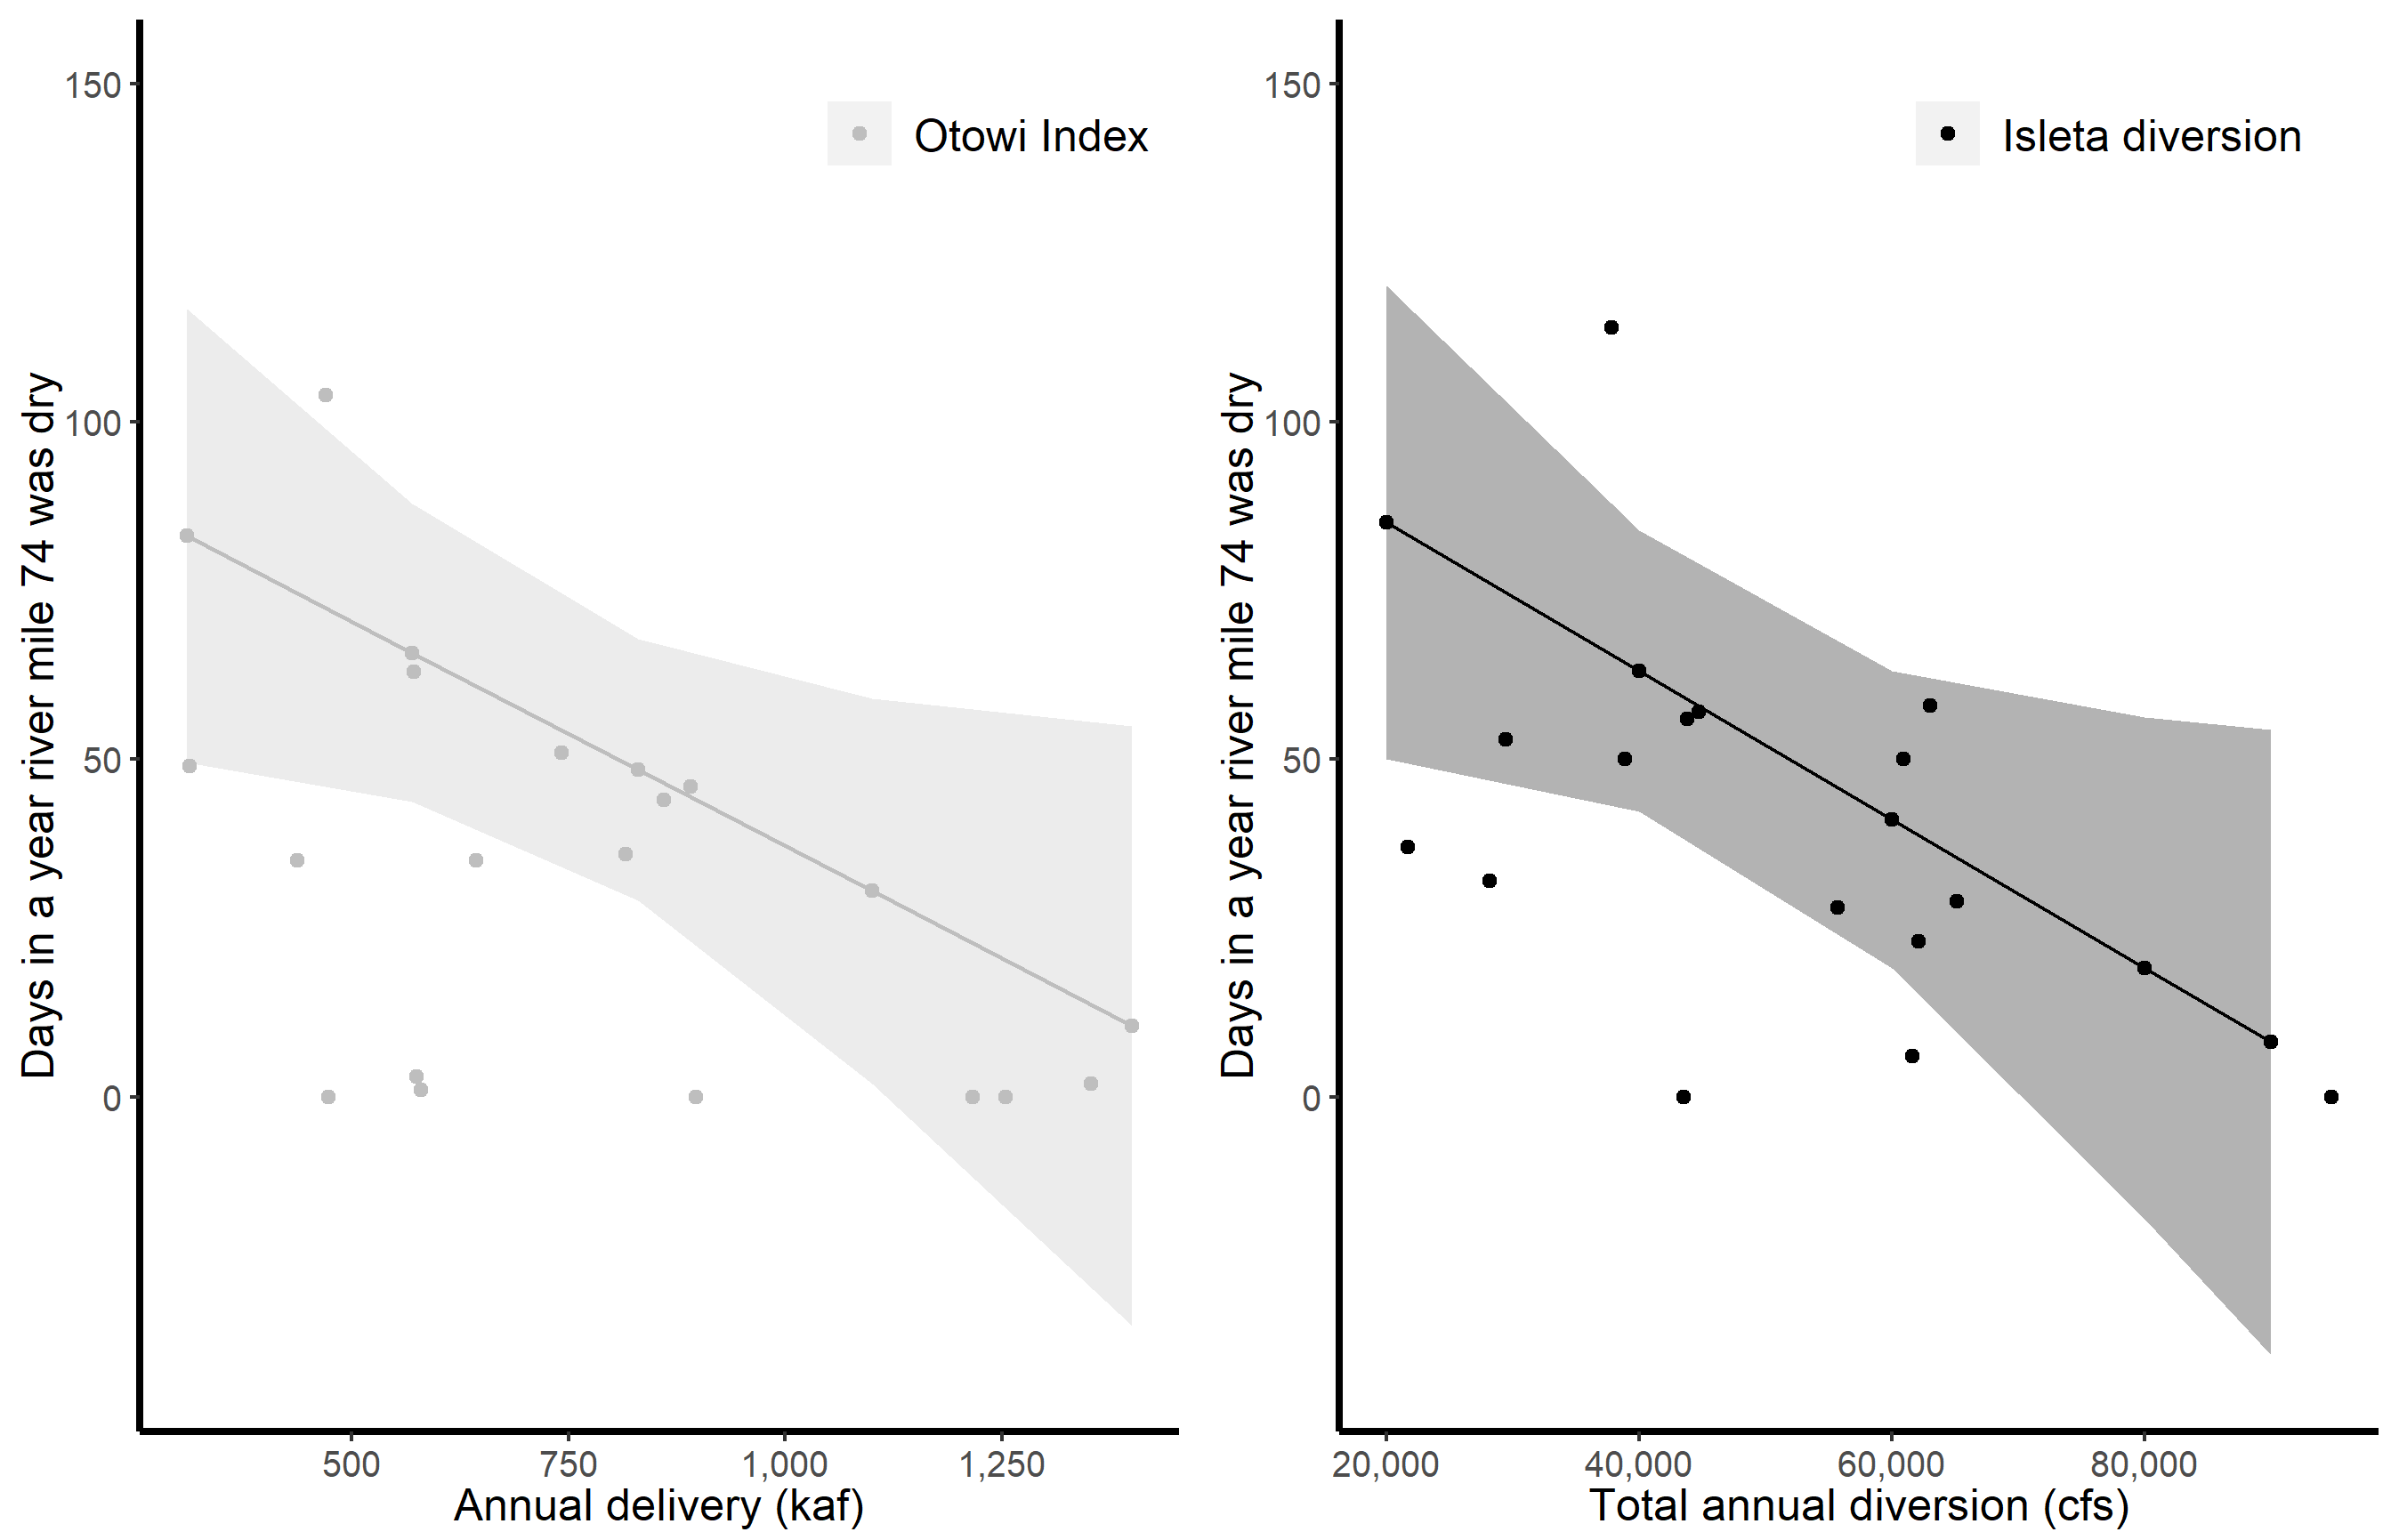 Days in a year river mile 74 was dry
150
100
50
0
Otowi Index
500 750 1,000 1,250
Annual delivery (kaf)
Days in a year river mile 74 was dry
150
100
50
0
Isleta diversion
20,000 40,000 60,000 80,000
Total annual diversion (cfs)